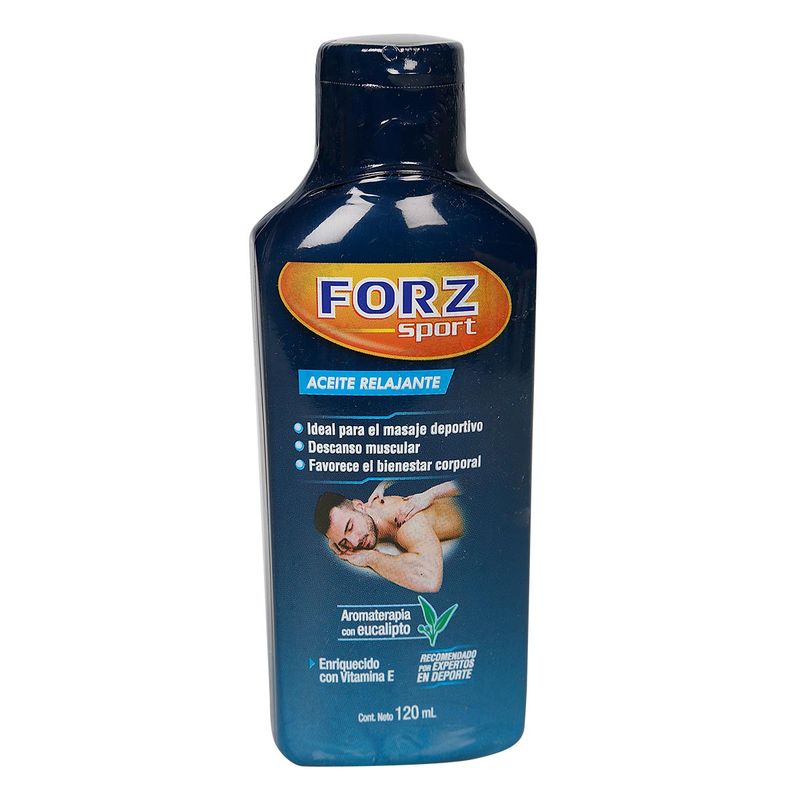 FORZ
sport
ACEITE RELAJANTE
Ideal para el masaje deportivo
Descanso muscular
Favorece el bienestar corporal
Aromaterapia
con eucalipto
Enriquecido
con Vitamina E
RECOMENDADO
POR EXPERTOS
EN DEPORTE
Cont. Neto 120 mL